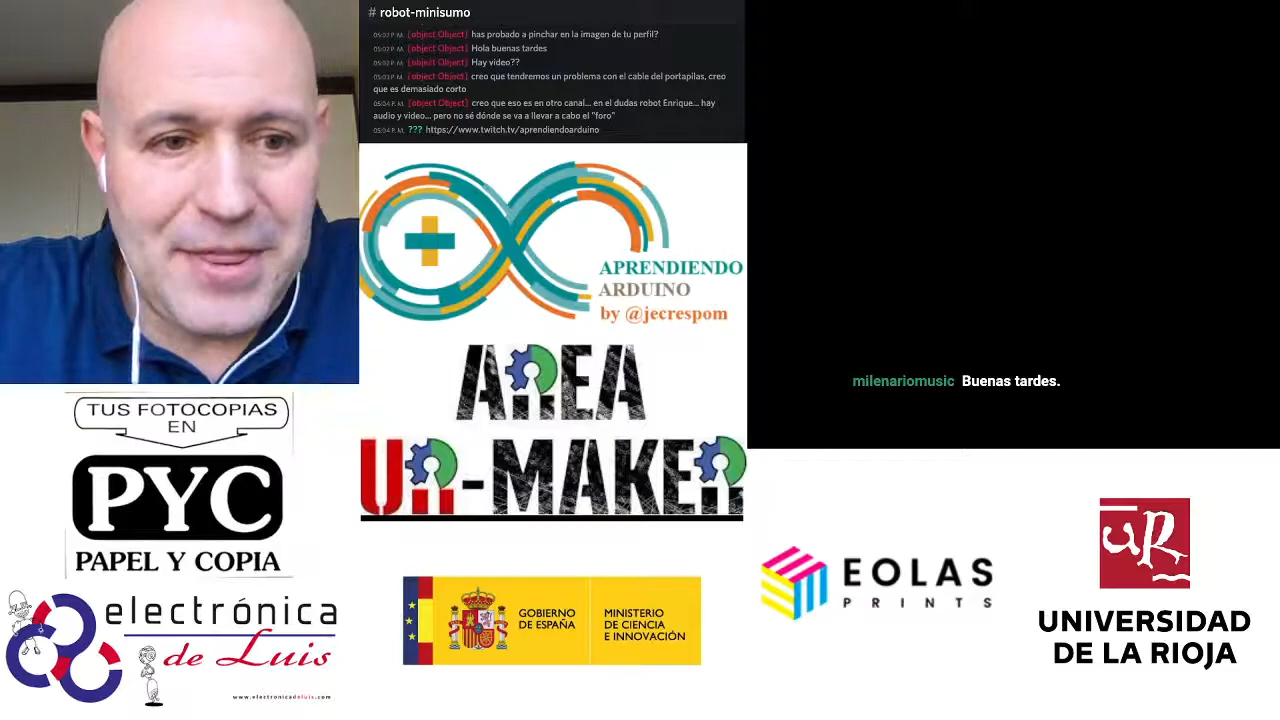 # robot-minisumo
05:02 P. M. [object Object] has probado a pinchar en la imagen de tu perfil?
05:02 P. M. [object Object] Hola buenas tardes
05:02 P. M. [object Object] Hay vídeo??
05:03 P. M. [object Object] creo que tendremos un problema con el cable del portapilas, creo
que es demasiado corto
05:04 P. M. [object Object] creo que eso es en otro canal... en el dudas robot Enrique... hay
audio y video... pero no sé dónde se va a llevar a cabo el "foro"
05:04 P. M. ??? https://www.twitch.tv/aprendiendoarduino
APRENDIENDO
ARDUINO
by @jecrespom
AREA
UR-MAKER
milenariomusic Buenas tardes.
TUS FOTOCOPIAS
EN
PYC
PAPEL Y COPIA
electrónica
de Luis
www.electronicadeluis.com
GOBIERNO
DE ESPAÑA
MINISTERIO
DE CIENCIA
E INNOVACIÓN
EOLAS
PRINTS
UR
UNIVERSIDAD
DE LA RIOJA